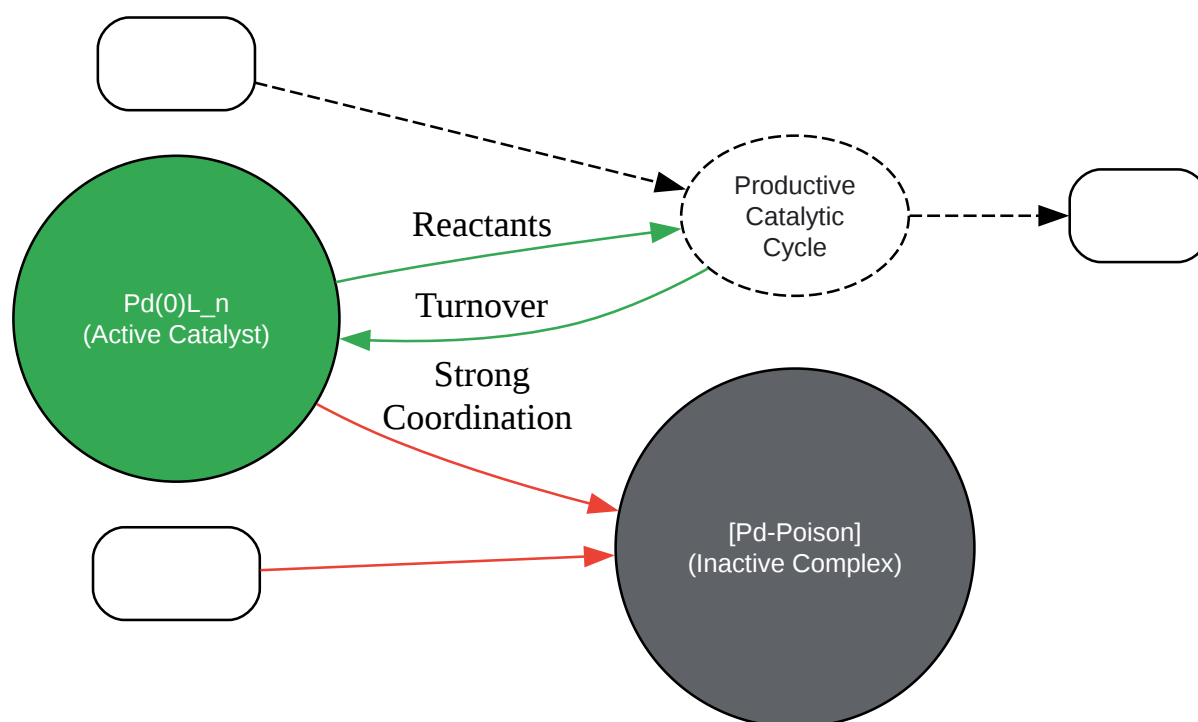 Productive
Catalytic
Cycle
Reactants
Pd(0)L_n
(Active Catalyst)
Turnover
Strong
Coordination
[Pd-Poison]
(Inactive Complex)